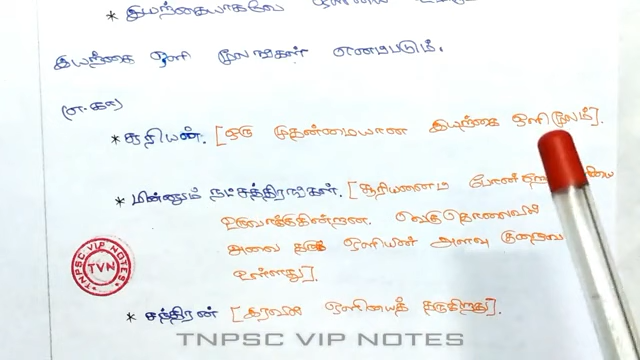 * இயற்கையாகவே
இயற்கை ஒளி மூலங்கள் எனப்படும்.
(எ.கா)
* சூரியன். [ஒரு முதன்மையான இயற்கை ஒளி மூலம்].
* மின்னும் நட்சத்திரங்கள். [சூரியனைப் போன்று
உருவாக்குகின்றன. வெகுதொலைவில்
அவை ஒளியின் அளவு குறைவு
உள்ளது].
* சந்திரன் [இரவில் ஒளியைத் தருகிறது].
TNPSC VIP NOTES
TVN
TNPSC VIP NOTES